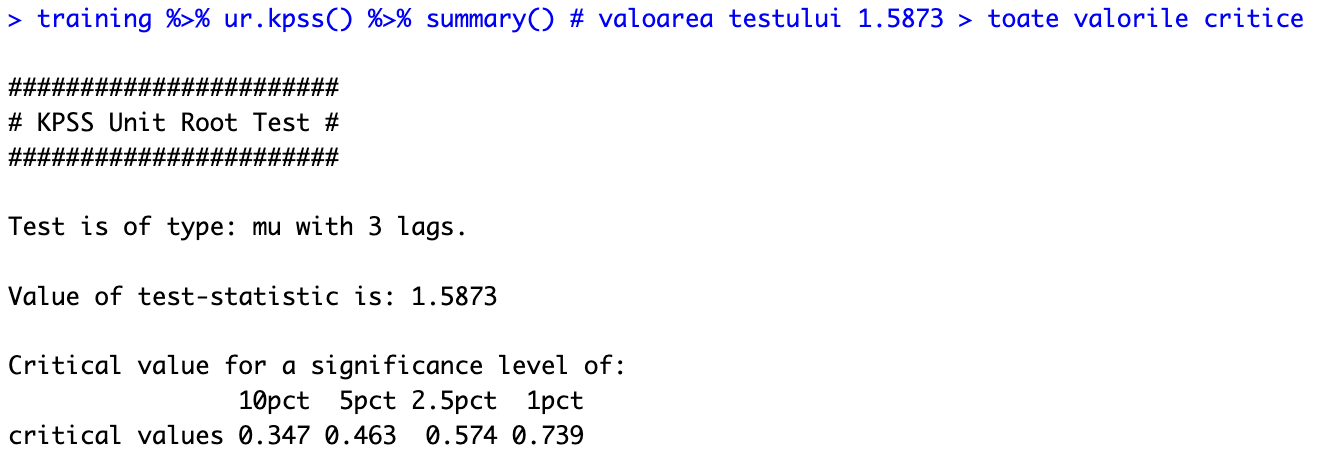 > training %>% ur.kpss() %>% summary() # valoarea testului 1.5873 > toate valorile critice
#######################
# KPSS Unit Root Test #
#######################
Test is of type: mu with 3 lags.
Value of test-statistic is: 1.5873
Critical value for a significance level of:
                10pct  5pct 2.5pct  1pct
critical values 0.347 0.463  0.574 0.739